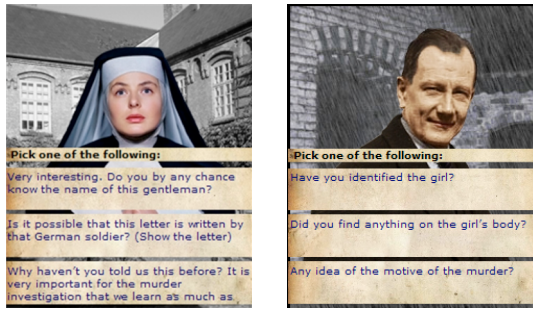 Pick one of the following:
Very interesting. Do you by any chance
know the name of this gentleman?
Is it possible that this letter is written by
that German soldier? (Show the letter)
Why haven't you told us this before? It is
very important for the murder
investigation that we learn as much as.
Pick one of the following:
Have you identified the girl?
Did you find anything on the girl's body?
Any idea of the motive of the murder?